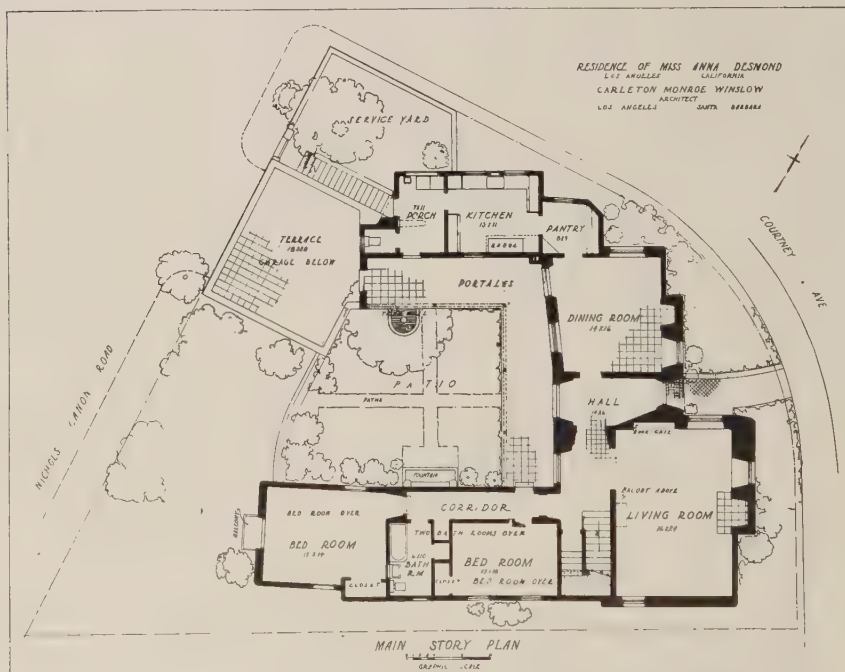 RESIDENCE OF MISS ANNA DESMOND
LOS ANGELES CALIFORNIA
CARLETON MONROE WINSLOW
ARCHITECT
LOS ANGELES SANTA BARBARA
SERVICE YARD
PORCH
KITCHEN
PANTRY
TERRACE
GARAGE BELOW
PORTALES
DINING ROOM
14X16
PATIO
PATHS
HALL
BOOK CASE
FOUNTAIN
BALCONY ABOVE
LIVING ROOM
CORRIDOR
BED ROOM OVER
BED ROOM
BALCONY
TWO BATH ROOMS OVER
BATH
RM
BED ROOM
BED ROOM OVER
CLOSET
CLOSET
NICHOLS CANON ROAD
COURTNEY AVE
MAIN STORY PLAN
GRAPHIC SCALE